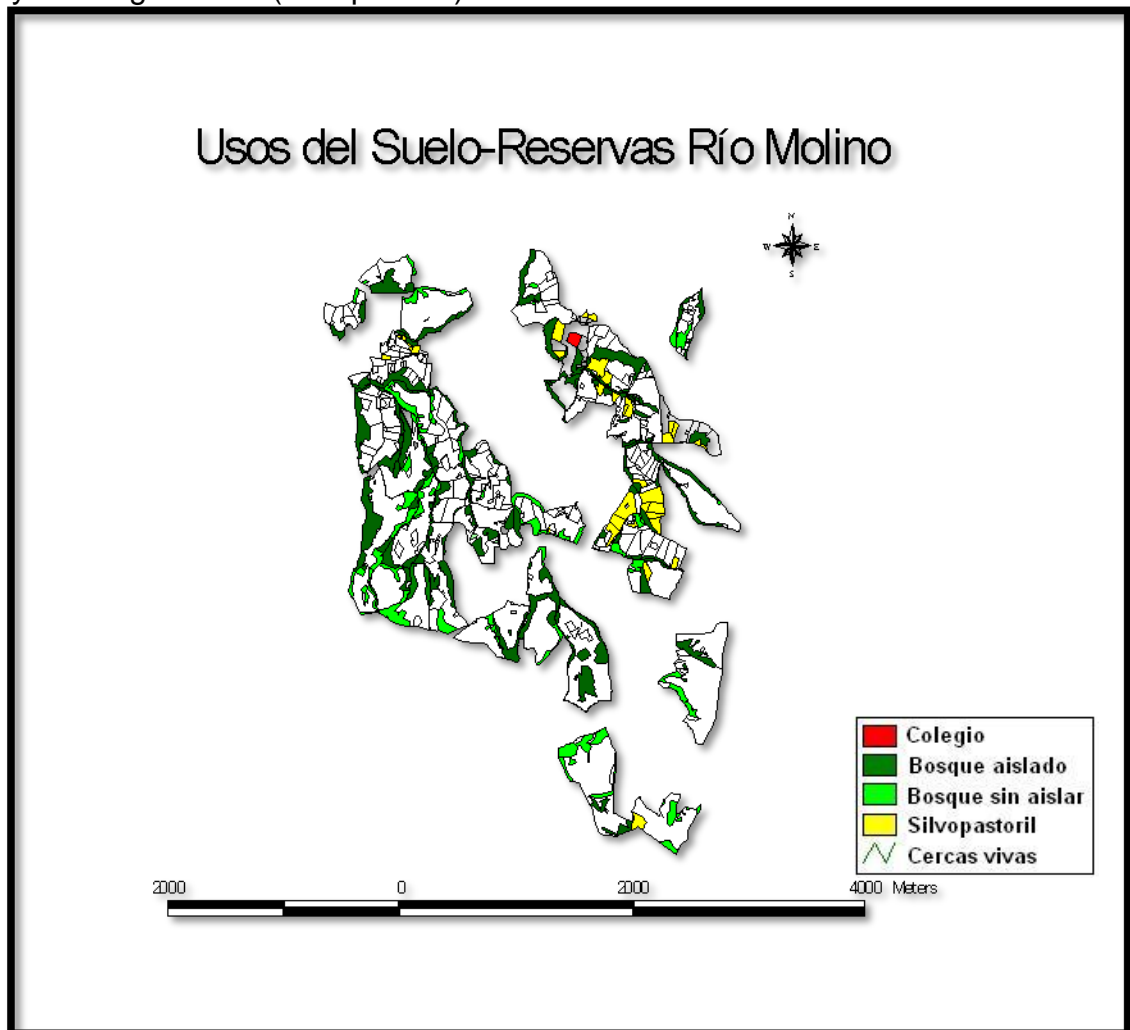 Usos del Suelo-Reservas Río Molino
N
W E
S
Colegio
Bosque aislado
Bosque sin aislar
Silvopastoril
Cercas vivas
2000 0 2000 4000 Meters